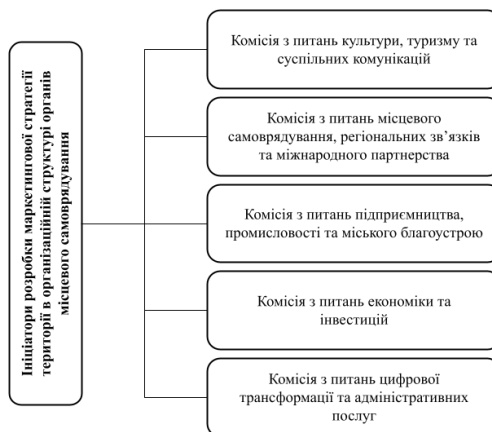 Ініціатори розробки маркетингової стратегії
території в організаційній структурі органів
місцевого самоврядування
Комісія з питань культури, туризму та
суспільних комунікацій
Комісія з питань місцевого
самоврядування, регіональних зв’язків
та міжнародного партнерства
Комісія з питань підприємництва,
промисловості та міського благоустрою
Комісія з питань економіки та
інвестицій
Комісія з питань цифрової
трансформації та адміністративних
послуг